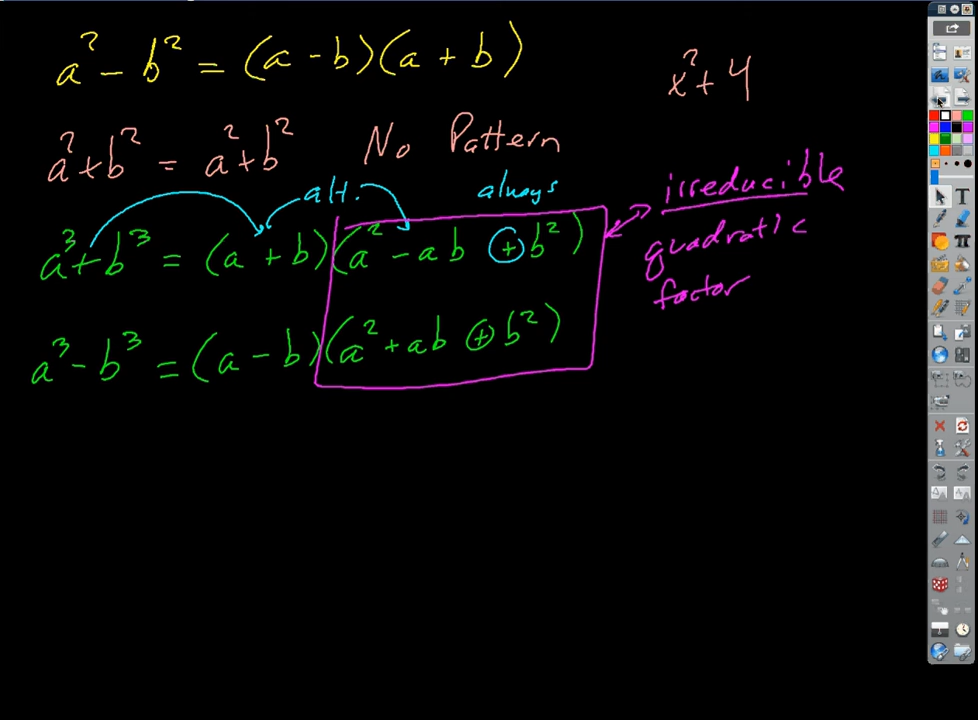 a² - b² = (a - b)(a + b)
x² + 4
a² + b² = a² + b² No Pattern
alt. always
irreducible
a³ + b³ = (a + b)(a² - ab + b²)
quadratic
factor
a³ - b³ = (a - b)(a² + ab + b²)